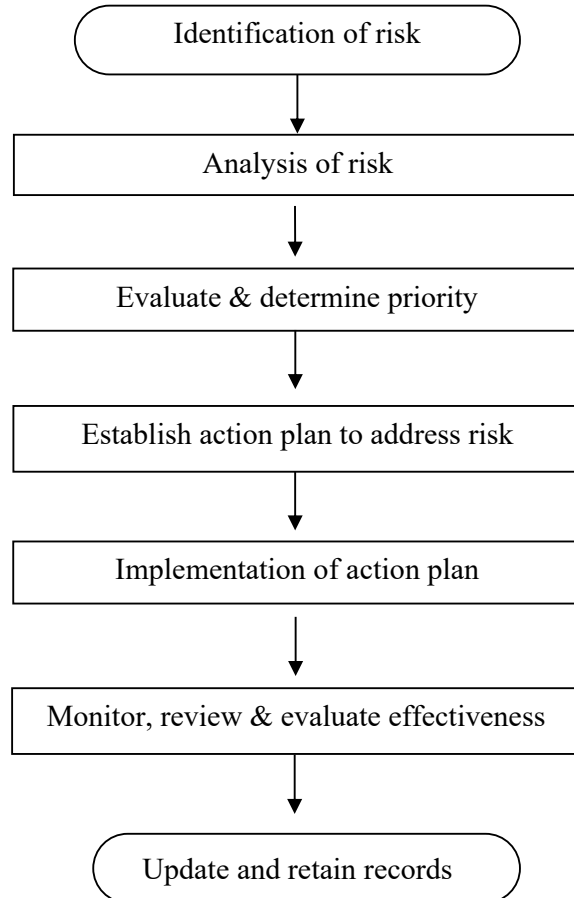 Identification of risk
Analysis of risk
Evaluate & determine priority
Establish action plan to address risk
Implementation of action plan
Monitor, review & evaluate effectiveness
Update and retain records